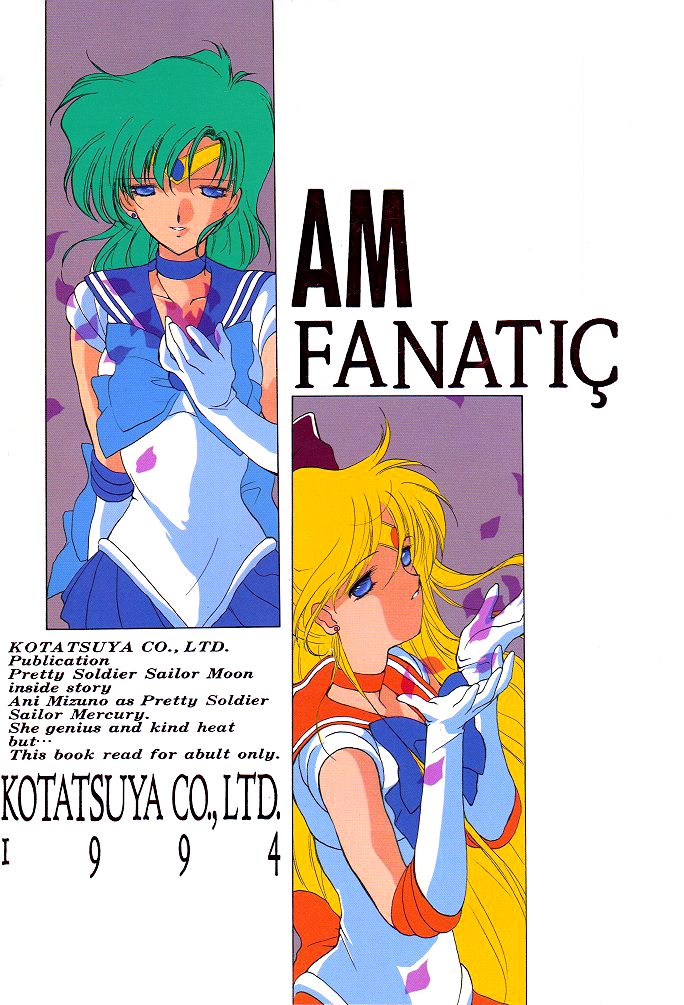 AM
FANATIÇ
KOTATSUYA CO., LTD.
Publication
Pretty Soldier Sailor Moon
inside story
Ani Mizuno as Pretty Soldier
Sailor Mercury.
She genius and kind heat
but…
This book read for abult only.
KOTATSUYA CO., LTD.
1 9 9 4